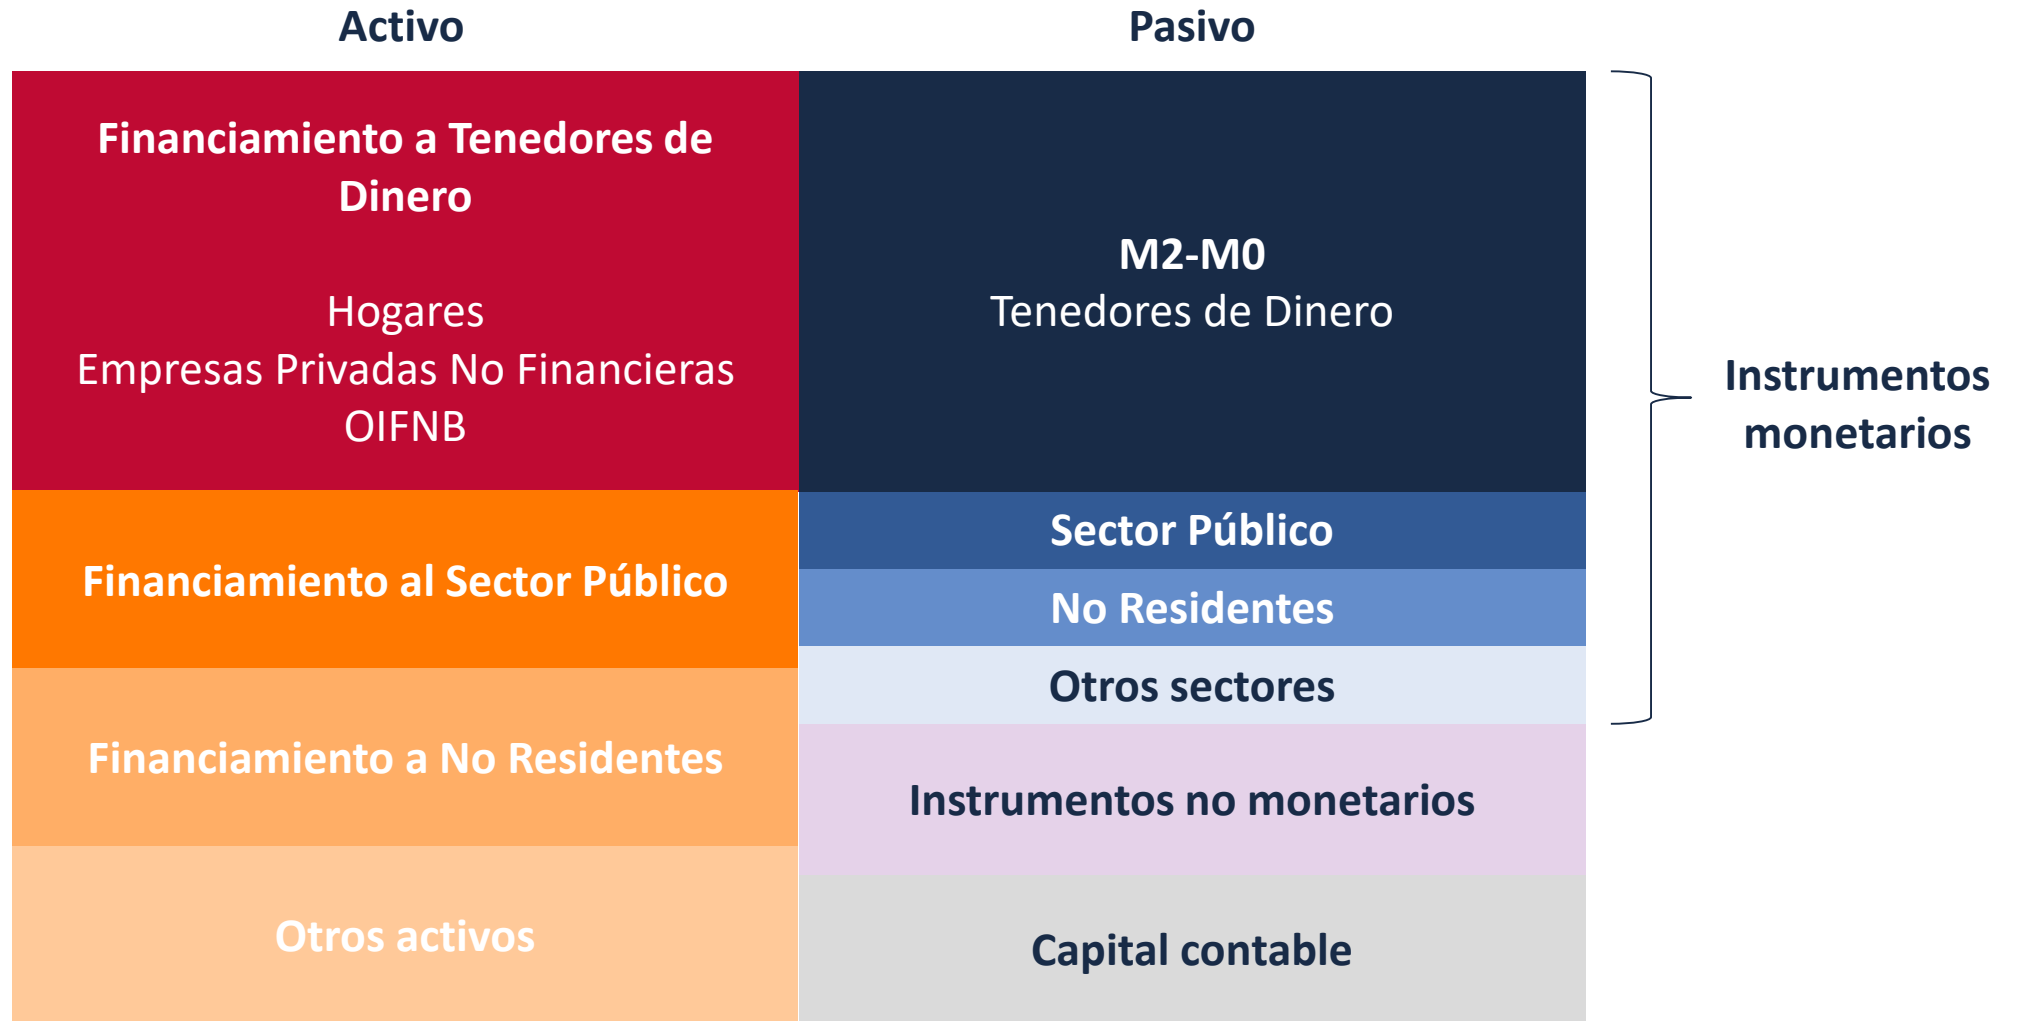 Activo
Pasivo
Financiamiento a Tenedores de
Dinero
Hogares
Empresas Privadas No Financieras
OIFNB
Financiamiento al Sector Público
Financiamiento a No Residentes
Otros activos
M2-M0
Tenedores de Dinero
Sector Público
No Residentes
Otros sectores
Instrumentos no monetarios
Capital contable
Instrumentos
monetarios